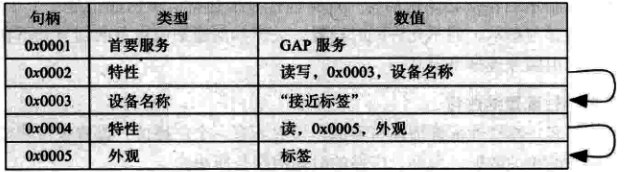 句柄 类型 数值
0x0001 首要服务 GAP 服务
0x0002 特性 读写，0x0003，设备名称
0x0003 设备名称 “接近标签”
0x0004 特性 读，0x0005，外观
0x0005 外观 标签